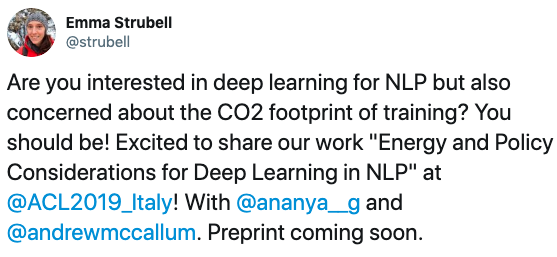 Emma Strubell
@strubell
Are you interested in deep learning for NLP but also
concerned about the CO2 footprint of training? You
should be! Excited to share our work "Energy and Policy
Considerations for Deep Learning in NLP" at
@ACL2019_Italy! With @ananya__g and
@andrewmccallum. Preprint coming soon.